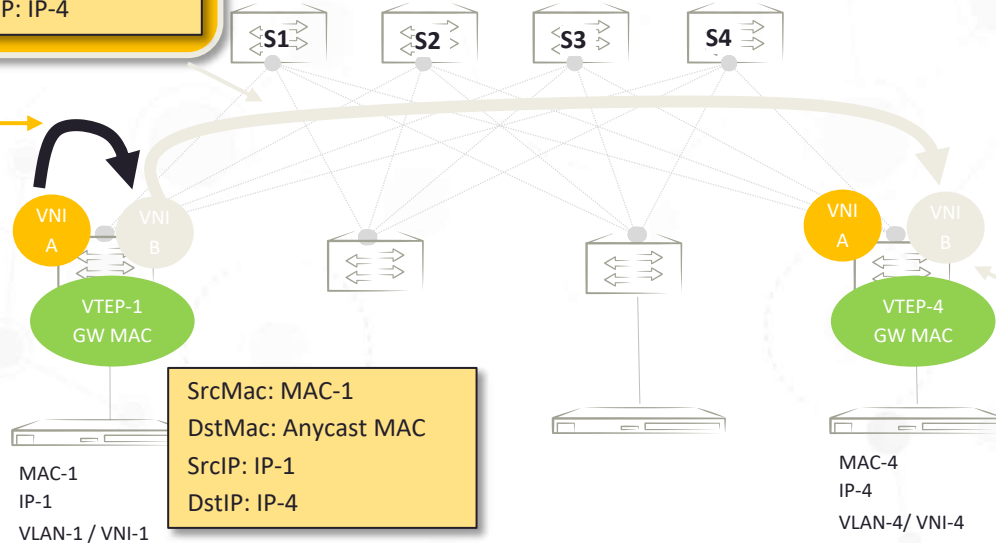 P: IP-4
S1
S2
S3
S4
VNI
A
VNI
B
VNI
A
VNI
B
VTEP-1
GW MAC
VTEP-4
GW MAC
SrcMac: MAC-1
DstMac: Anycast MAC
SrcIP: IP-1
DstIP: IP-4
MAC-1
IP-1
VLAN-1 / VNI-1
MAC-4
IP-4
VLAN-4/ VNI-4